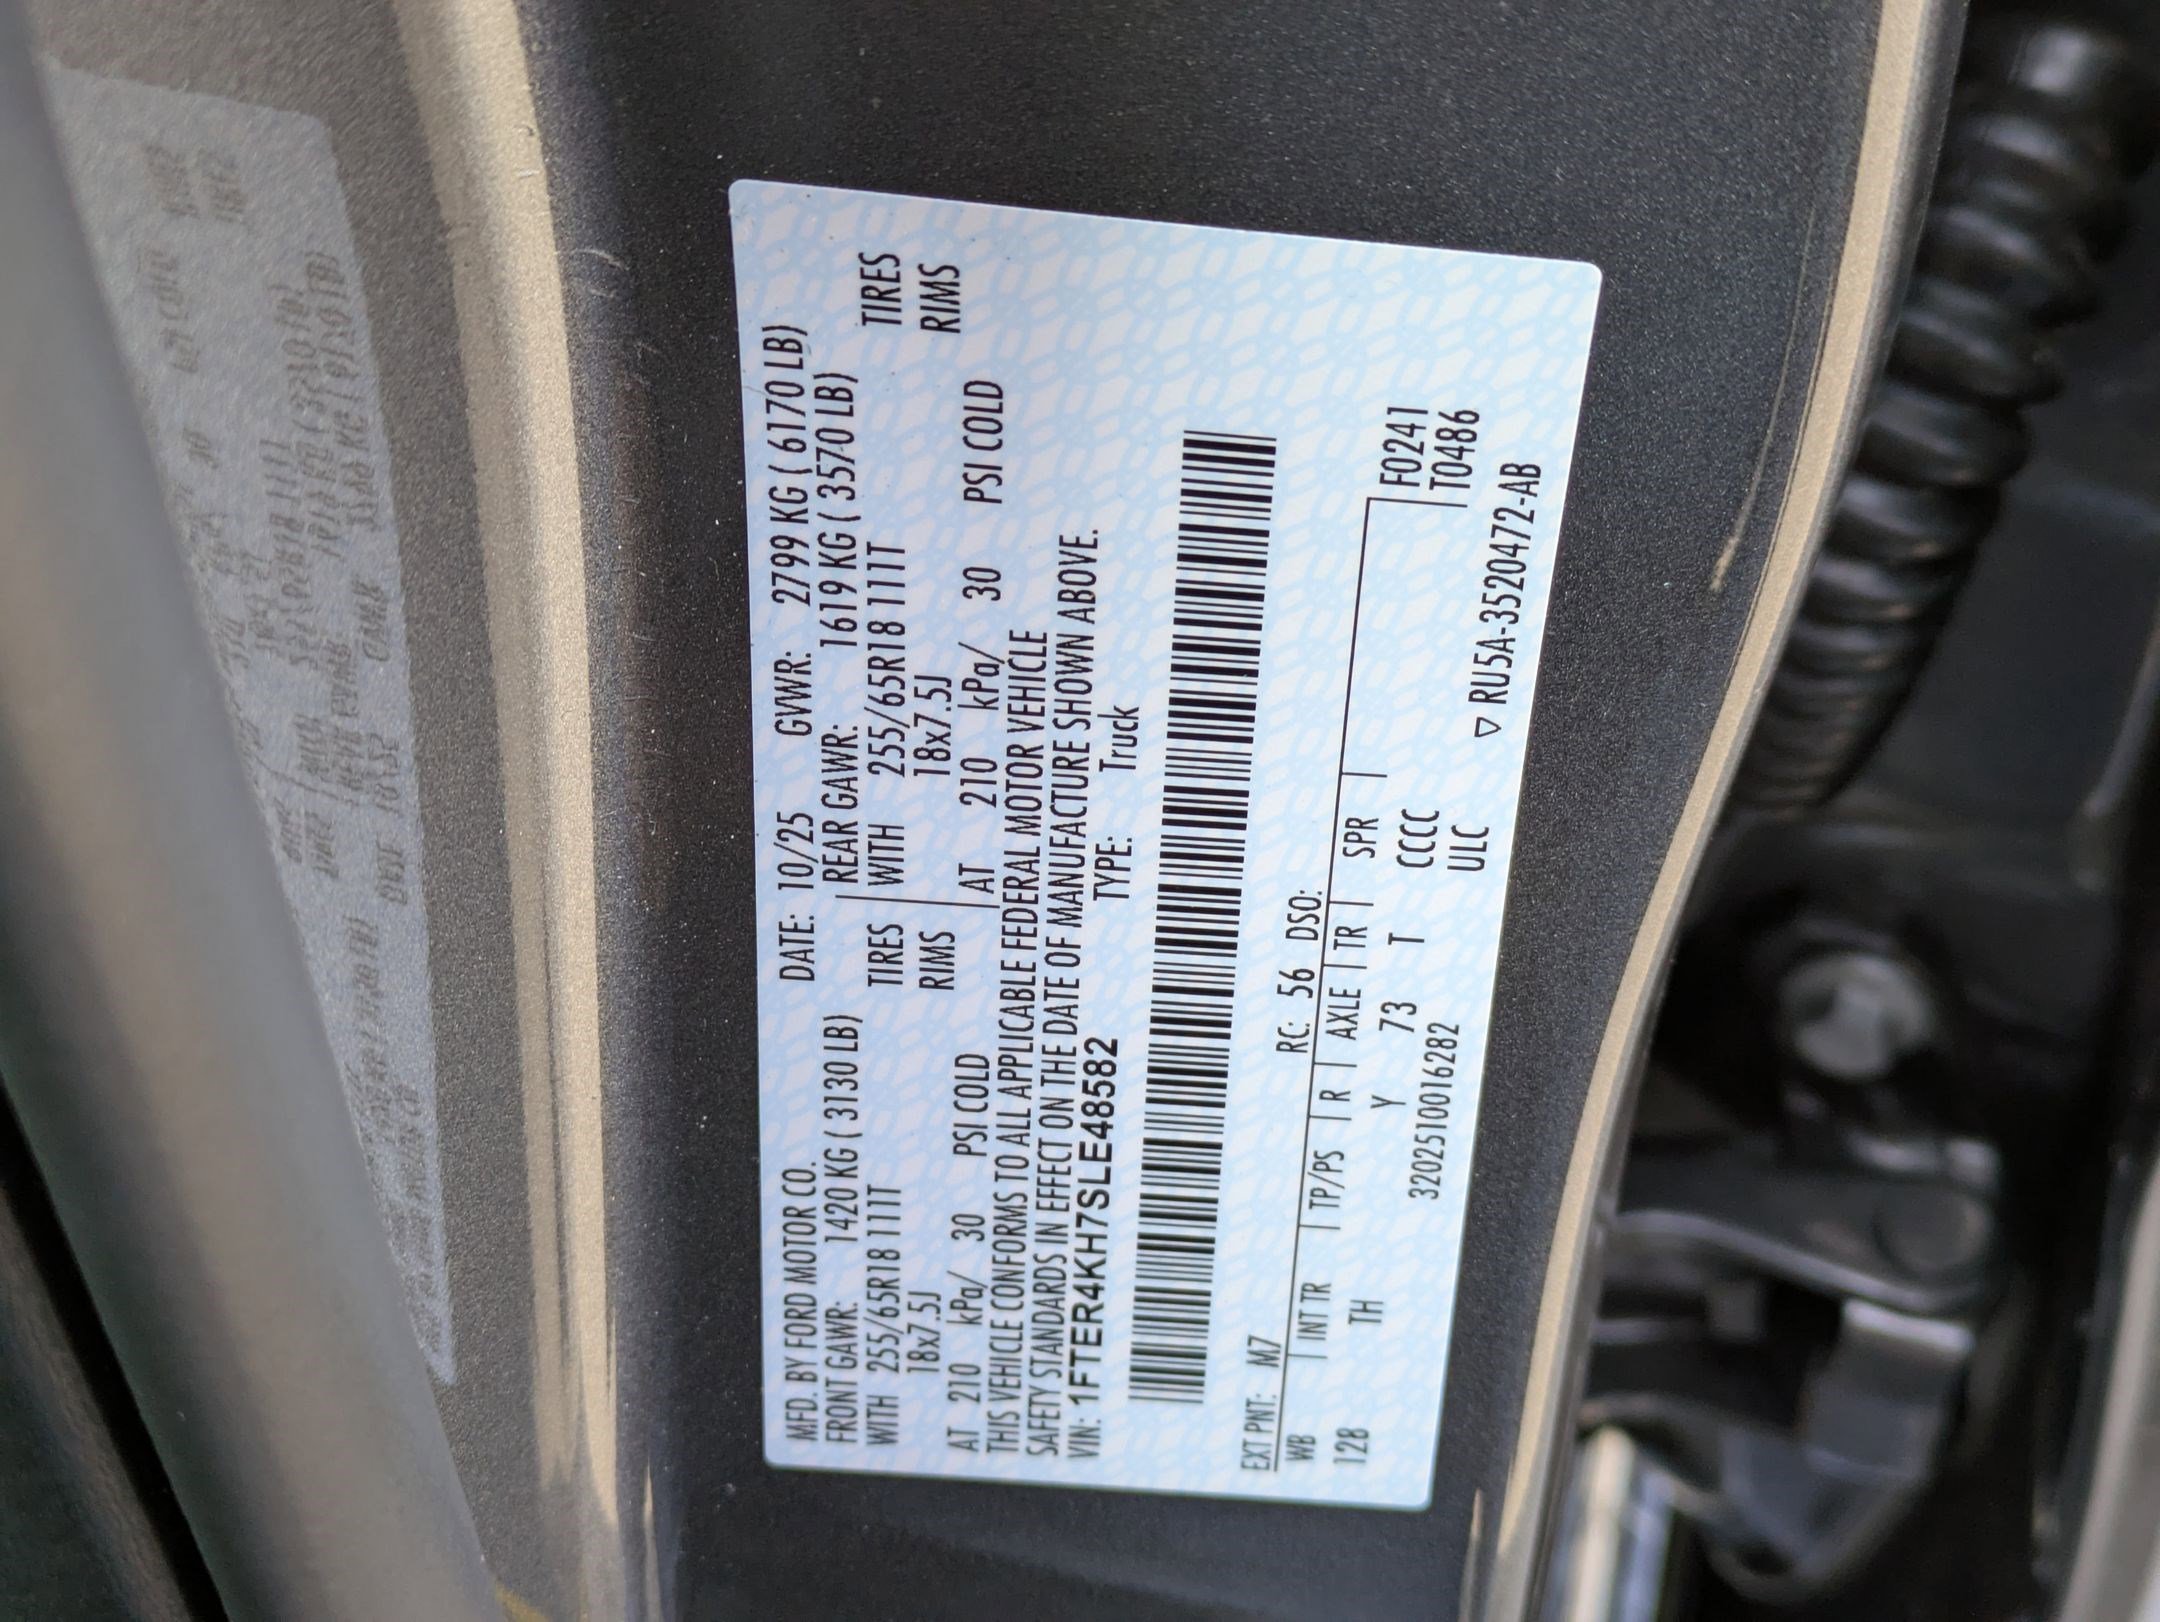 MFD. BY FORD MOTOR CO. DATE: 10/25 GVWR: 2799 KG ( 6170 LB)
FRONT GAWR: 1420 KG ( 3130 LB) REAR GAWR: 1619 KG ( 3570 LB)
WITH 255/65R18 111T TIRES WITH 255/65R18 111T TIRES
18x7.5J RIMS 18x7.5J RIMS
AT 210 kPa/ 30 PSI COLD AT 210 kPa/ 30 PSI COLD
THIS VEHICLE CONFORMS TO ALL APPLICABLE FEDERAL MOTOR VEHICLE
SAFETY STANDARDS IN EFFECT ON THE DATE OF MANUFACTURE SHOWN ABOVE.
VIN: 1FTER4KH7SLE48582 TYPE: Truck
EXT PNT: M7 RC: 56 DSO:
WB INT TR TP/PS R AXLE TR SPR F0241
128 TH Y 73 T CCCC T0486
3202510016282 ULC
▽ RU5A-3520472-AB